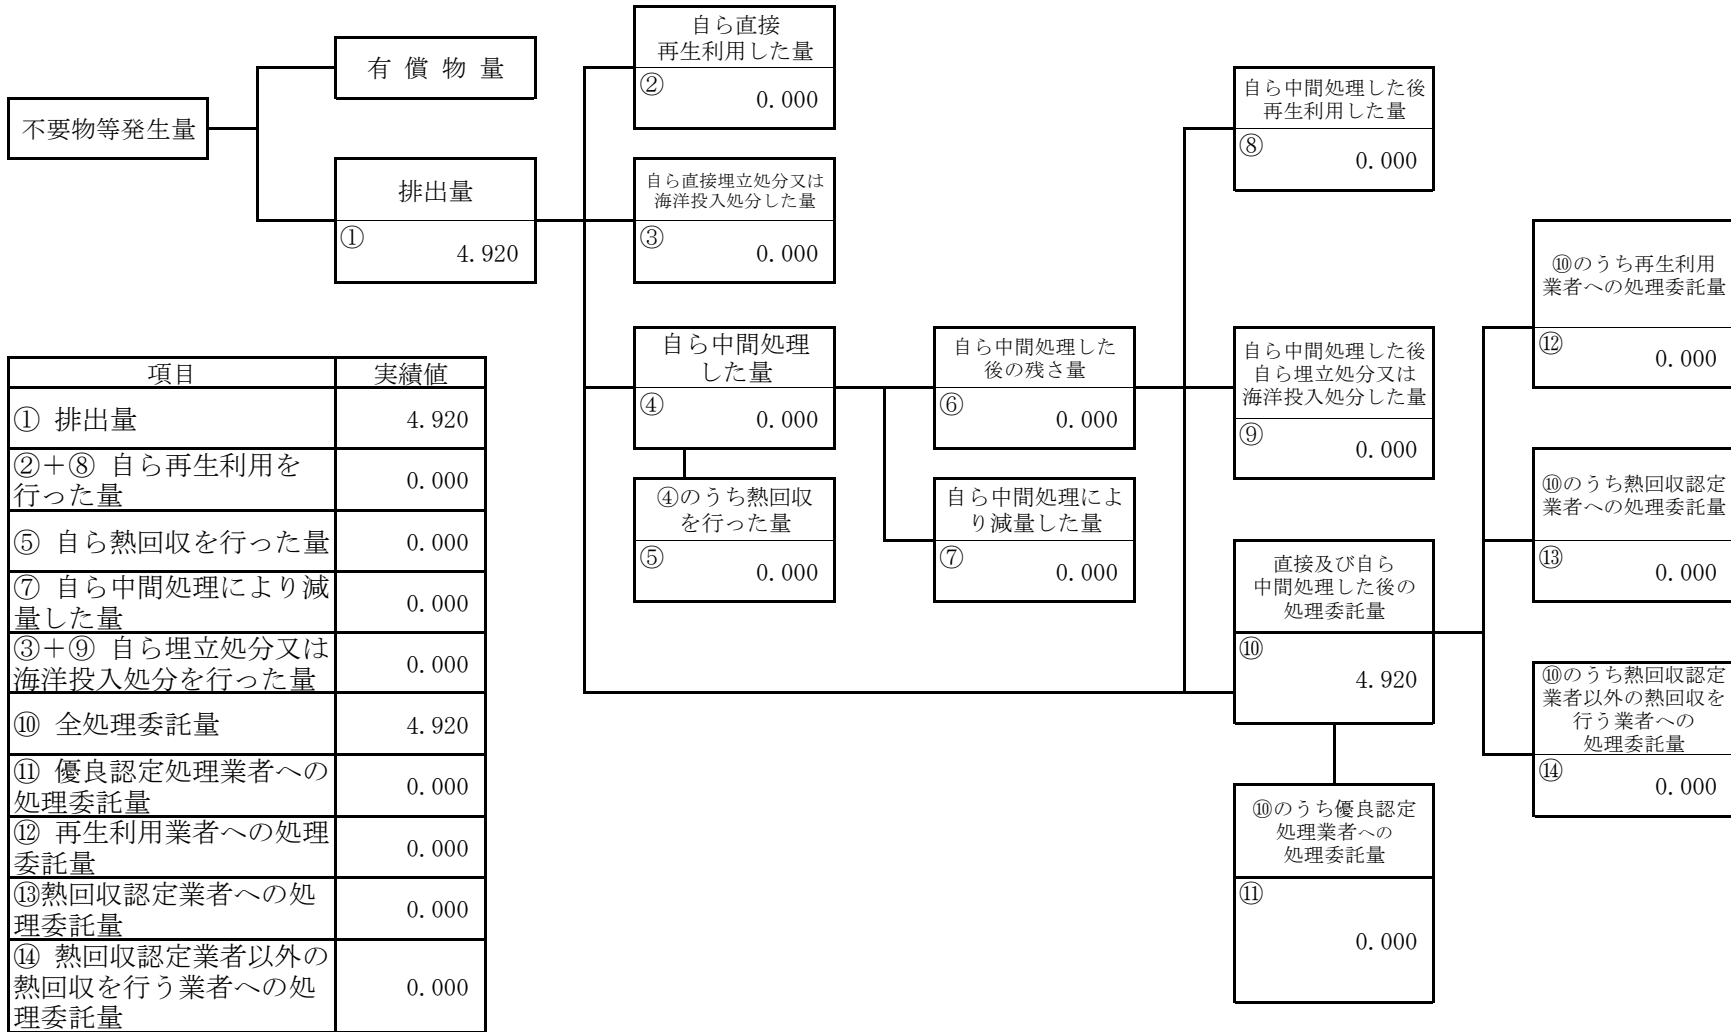 不要物等発生量
有 償 物 量
排出量
①
4.920
自ら直接
再生利用した量
②
0.000
自ら直接埋立処分又は
海洋投入処分した量
③
0.000
自ら中間処理
した量
④
0.000
④のうち熱回収
を行った量
⑤
0.000
自ら中間処理した
後の残さ量
⑥
0.000
自ら中間処理によ
り減量した量
⑦
0.000
自ら中間処理した後
再生利用した量
⑧
0.000
自ら中間処理した後
自ら埋立処分又は
海洋投入処分した量
⑨
0.000
直接及び自ら
中間処理した後の
処理委託量
⑩
4.920
⑩のうち優良認定
処理業者への
処理委託量
⑪
0.000
⑩のうち再生利用
業者への処理委託量
⑫
0.000
⑩のうち熱回収認定
業者への処理委託量
⑬
0.000
⑩のうち熱回収認定
業者以外の熱回収を
行う業者への
処理委託量
⑭
0.000
項目 実績値
① 排出量 4.920
②＋⑧ 自ら再生利用を
行った量 0.000
⑤ 自ら熱回収を行った量 0.000
⑦ 自ら中間処理により減
量した量 0.000
③＋⑨ 自ら埋立処分又は
海洋投入処分を行った量 0.000
⑩ 全処理委託量 4.920
⑪ 優良認定処理業者への
処理委託量 0.000
⑫ 再生利用業者への処理
委託量 0.000
⑬熱回収認定業者への処
理委託量 0.000
⑭ 熱回収認定業者以外の
熱回収を行う業者への処 0.000
理委託量